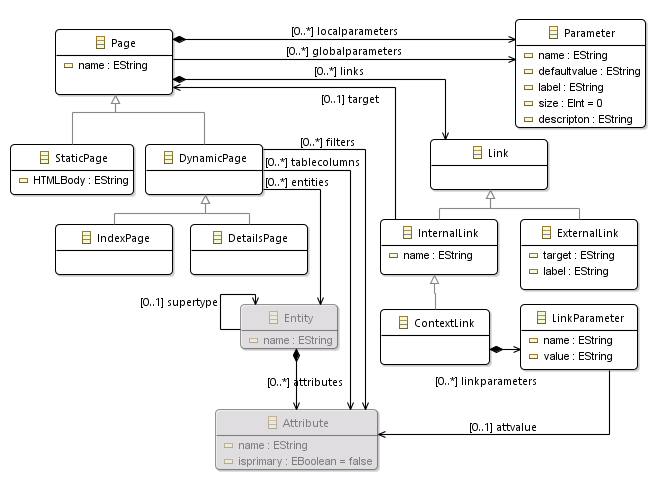 Page
name : EString
[0..*] localparameters
[0..*] globalparameters
[0..*] links
[0..1] target
Parameter
name : EString
defaultvalue : EString
label : EString
size : EInt = 0
descripton : EString
StaticPage
HTMLBody : EString
DynamicPage
[0..*] filters
[0..*] tablecolumns
[0..*] entities
Link
IndexPage
DetailsPage
InternalLink
name : EString
ExternalLink
target : EString
label : EString
[0..1] supertype
Entity
name : EString
ContextLink
LinkParameter
name : EString
value : EString
[0..*] attributes
[0..*] linkparameters
Attribute
name : EString
isprimary : EBoolean = false
[0..1] attvalue